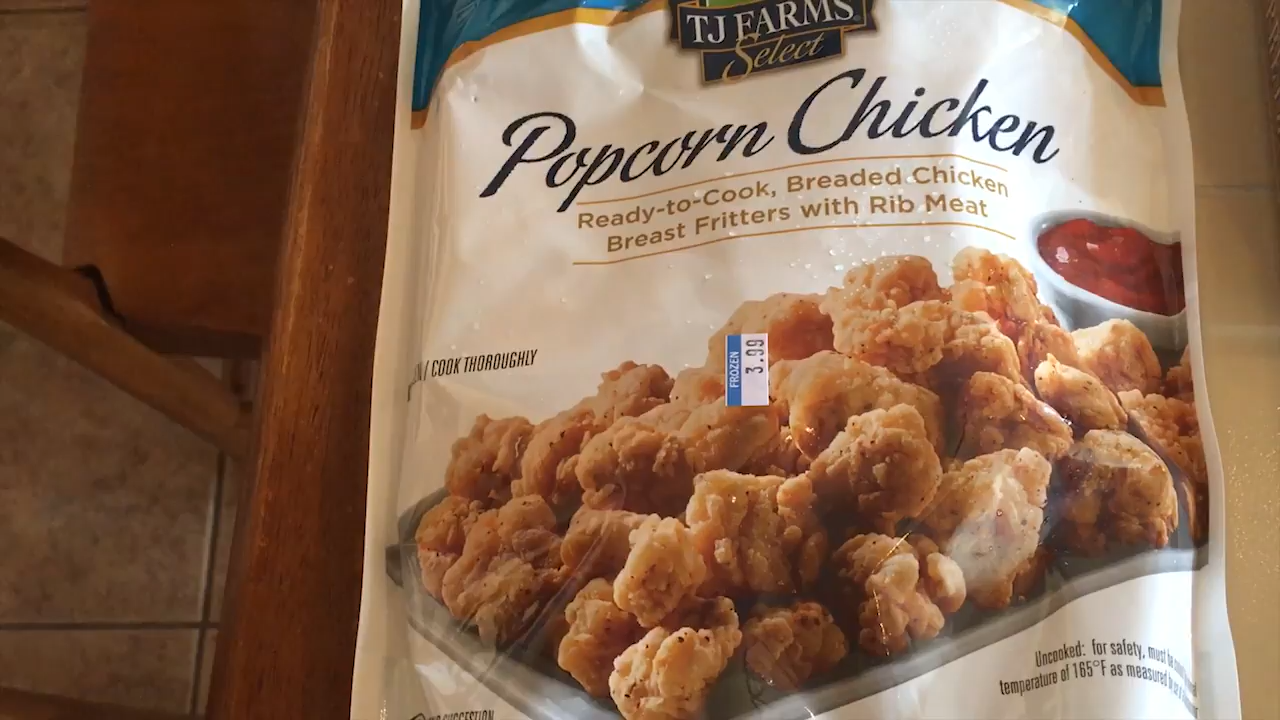 TJ FARMS
Select
Popcorn Chicken
Ready-to-Cook, Breaded Chicken
Breast Fritters with Rib Meat
FROZEN
3.99
/ COOK THOROUGHLY
Uncooked: for safety, must be
temperature of 165°F as measured
SUGGESTION